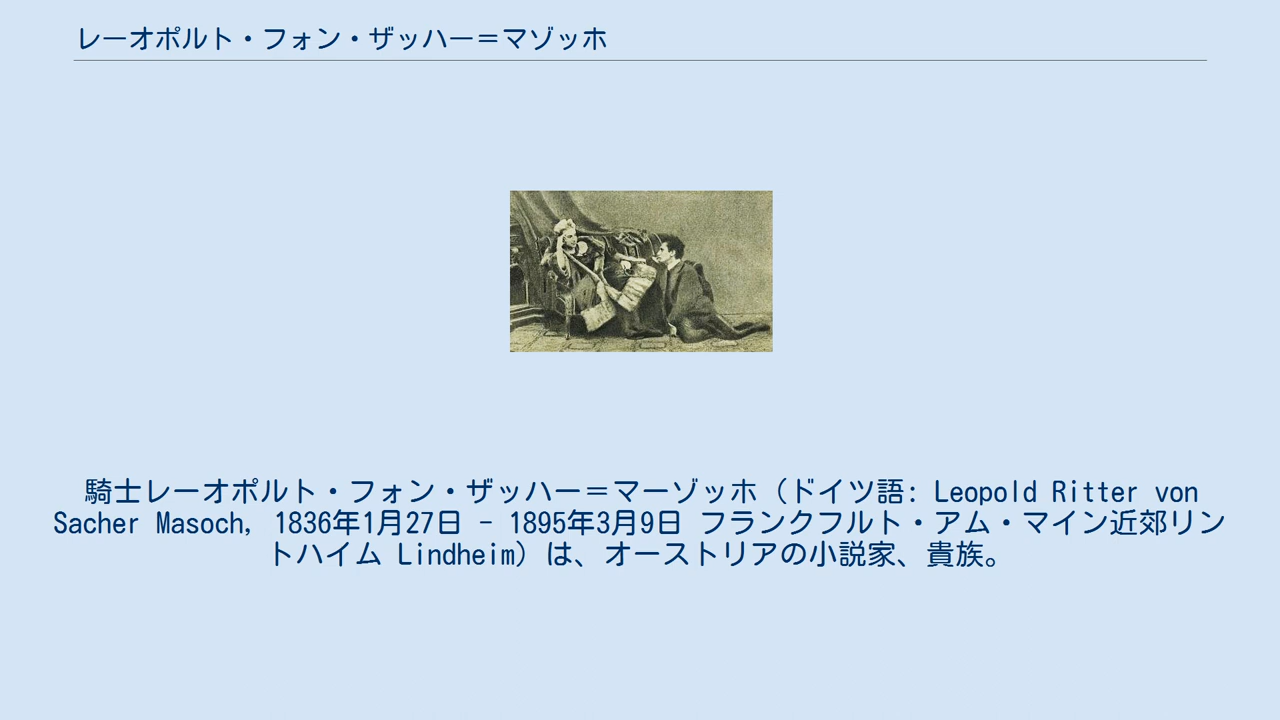 レーオポルト・フォン・ザッハー＝マゾッホ
騎士レーオポルト・フォン・ザッハー＝マーゾッホ（ドイツ語: Leopold Ritter von
Sacher Masoch, 1836年1月27日 - 1895年3月9日 フランクフルト・アム・マイン近郊リン
トハイム Lindheim）は、オーストリアの小説家、貴族。